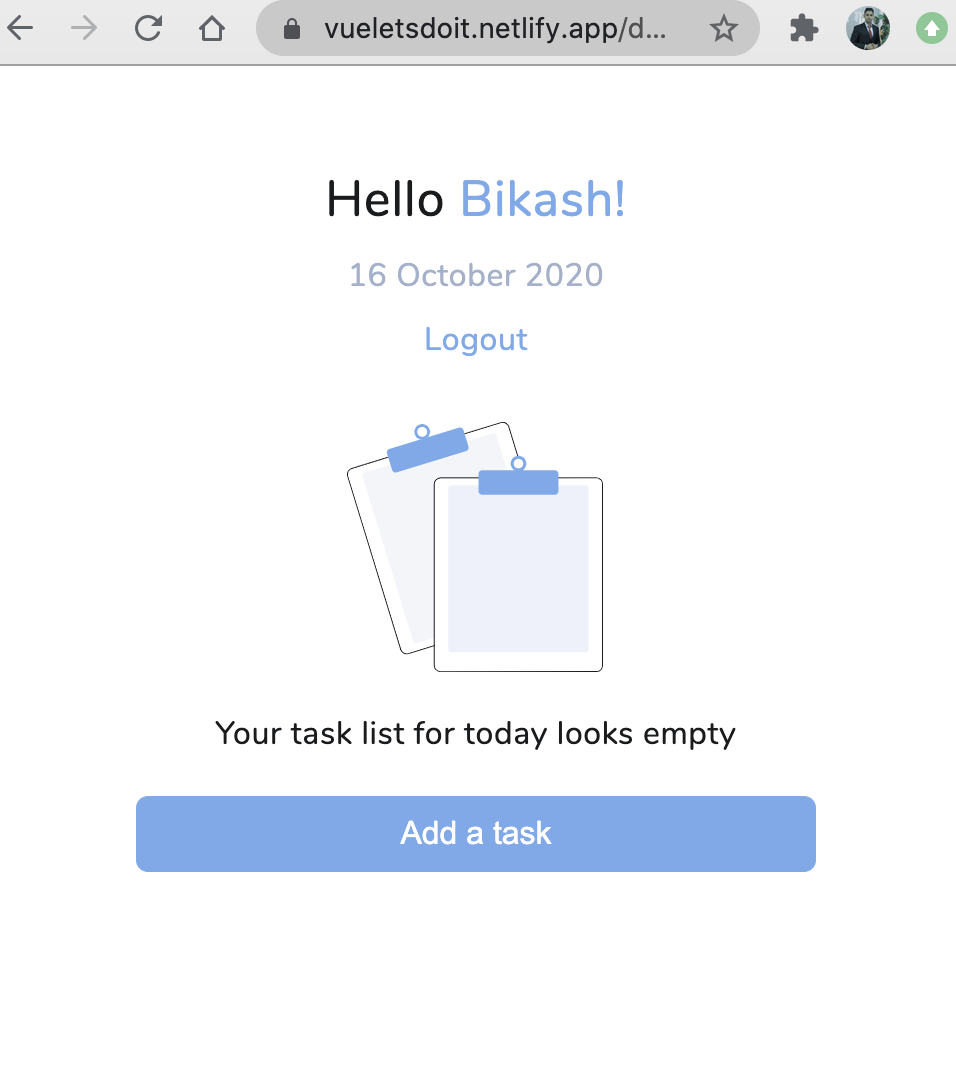 vueletsdoit.netlify.app/d...
Hello Bikash!
16 October 2020
Logout
Your task list for today looks empty
Add a task